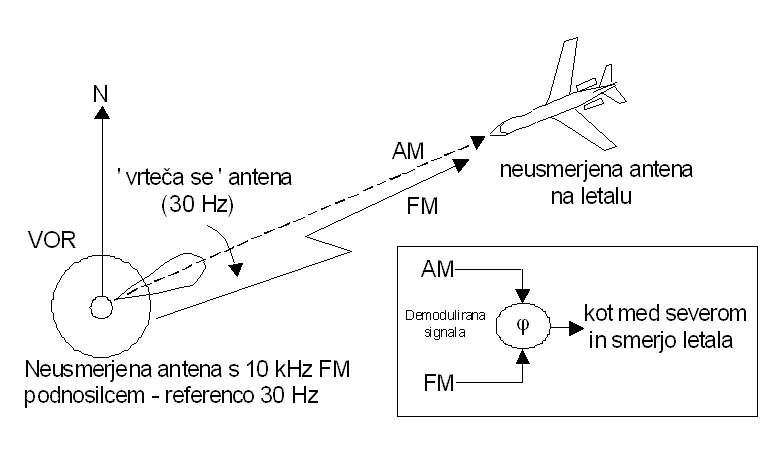 N
'vrteča se' antena
(30 Hz)
AM
FM
neusmerjena antena
na letalu
VOR
Neusmerjena antena s 10 kHz FM
podnosilcem - referenco 30 Hz
AM
Demodulirana
signala
φ
FM
kot med severom
in smerjo letala